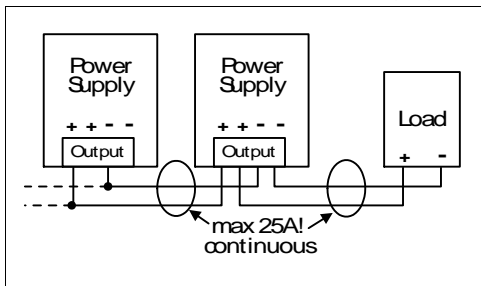 Power
Supply
+ + - -
Output
Power
Supply
+ + - -
Output
Load
+ -
max 25A!
continuous